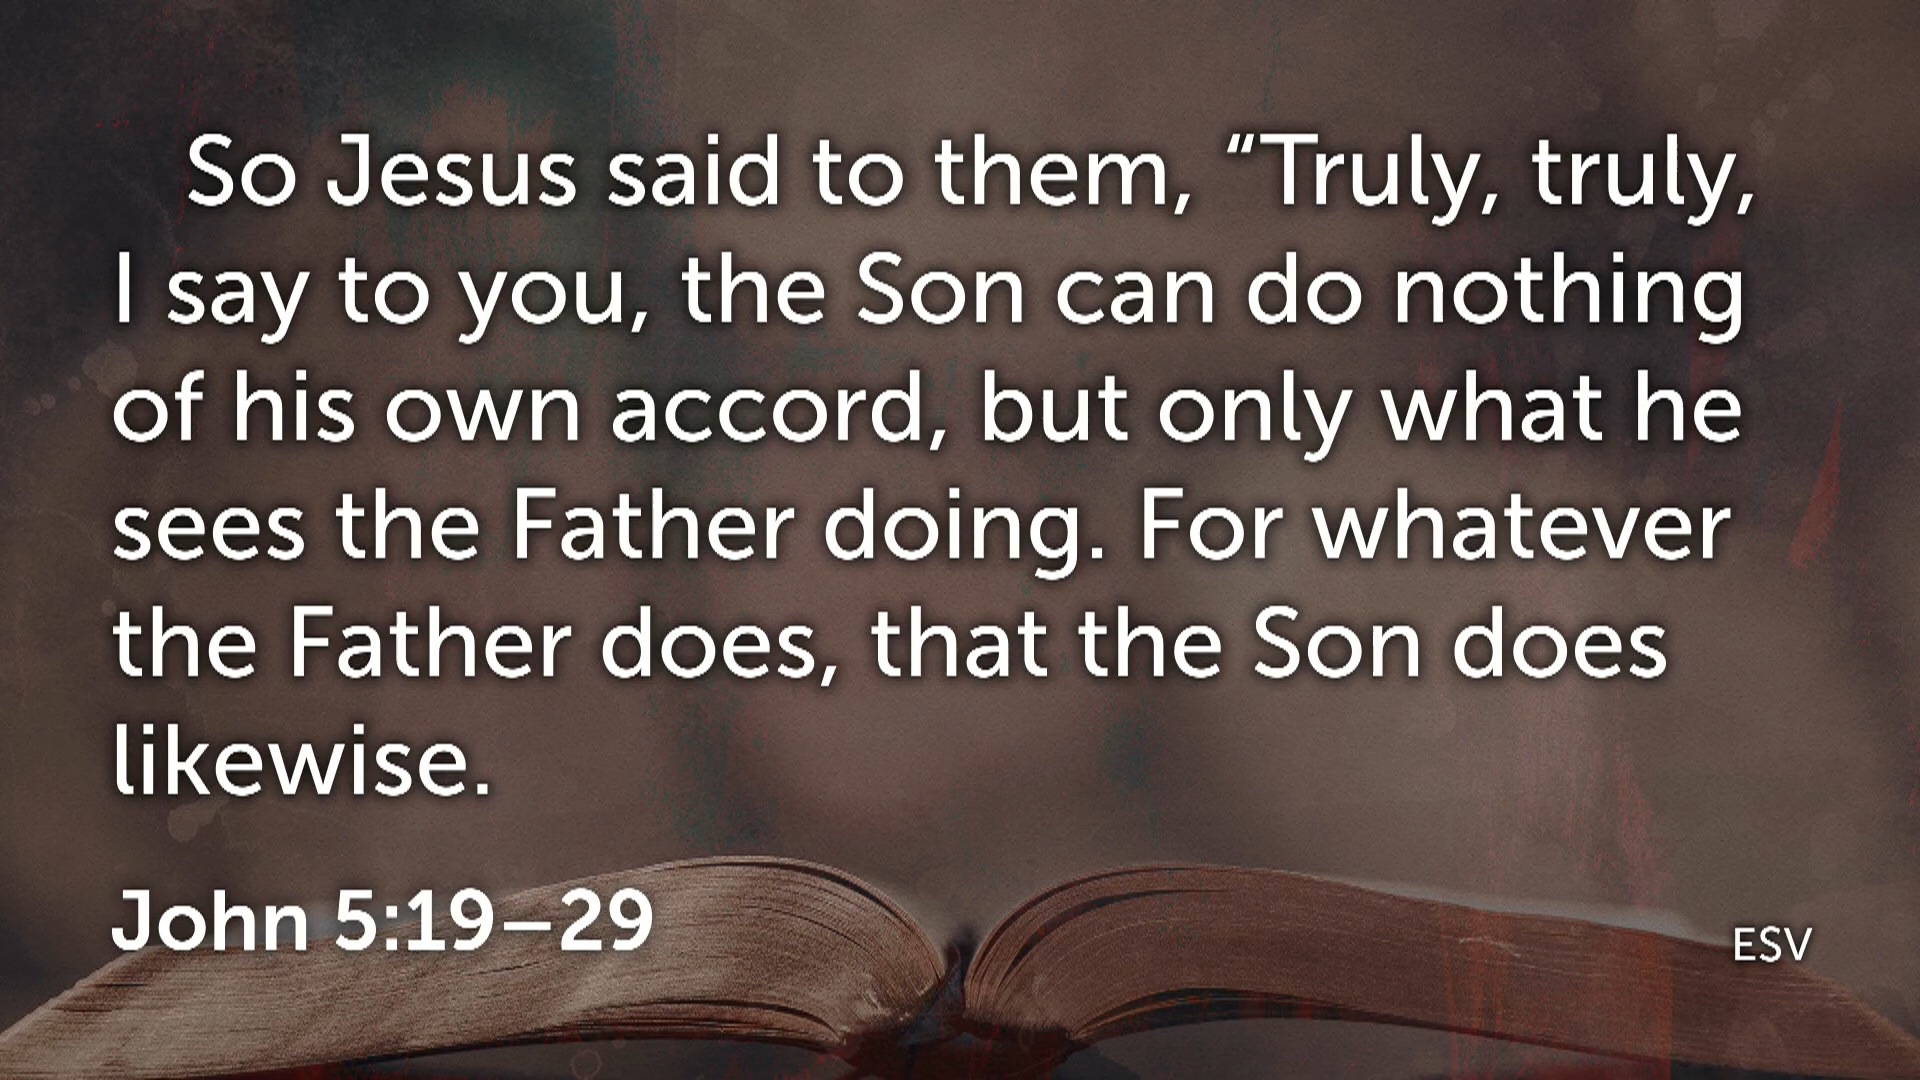 So Jesus said to them, “Truly, truly,
I say to you, the Son can do nothing
of his own accord, but only what he
sees the Father doing. For whatever
the Father does, that the Son does
likewise.
John 5:19–29
ESV